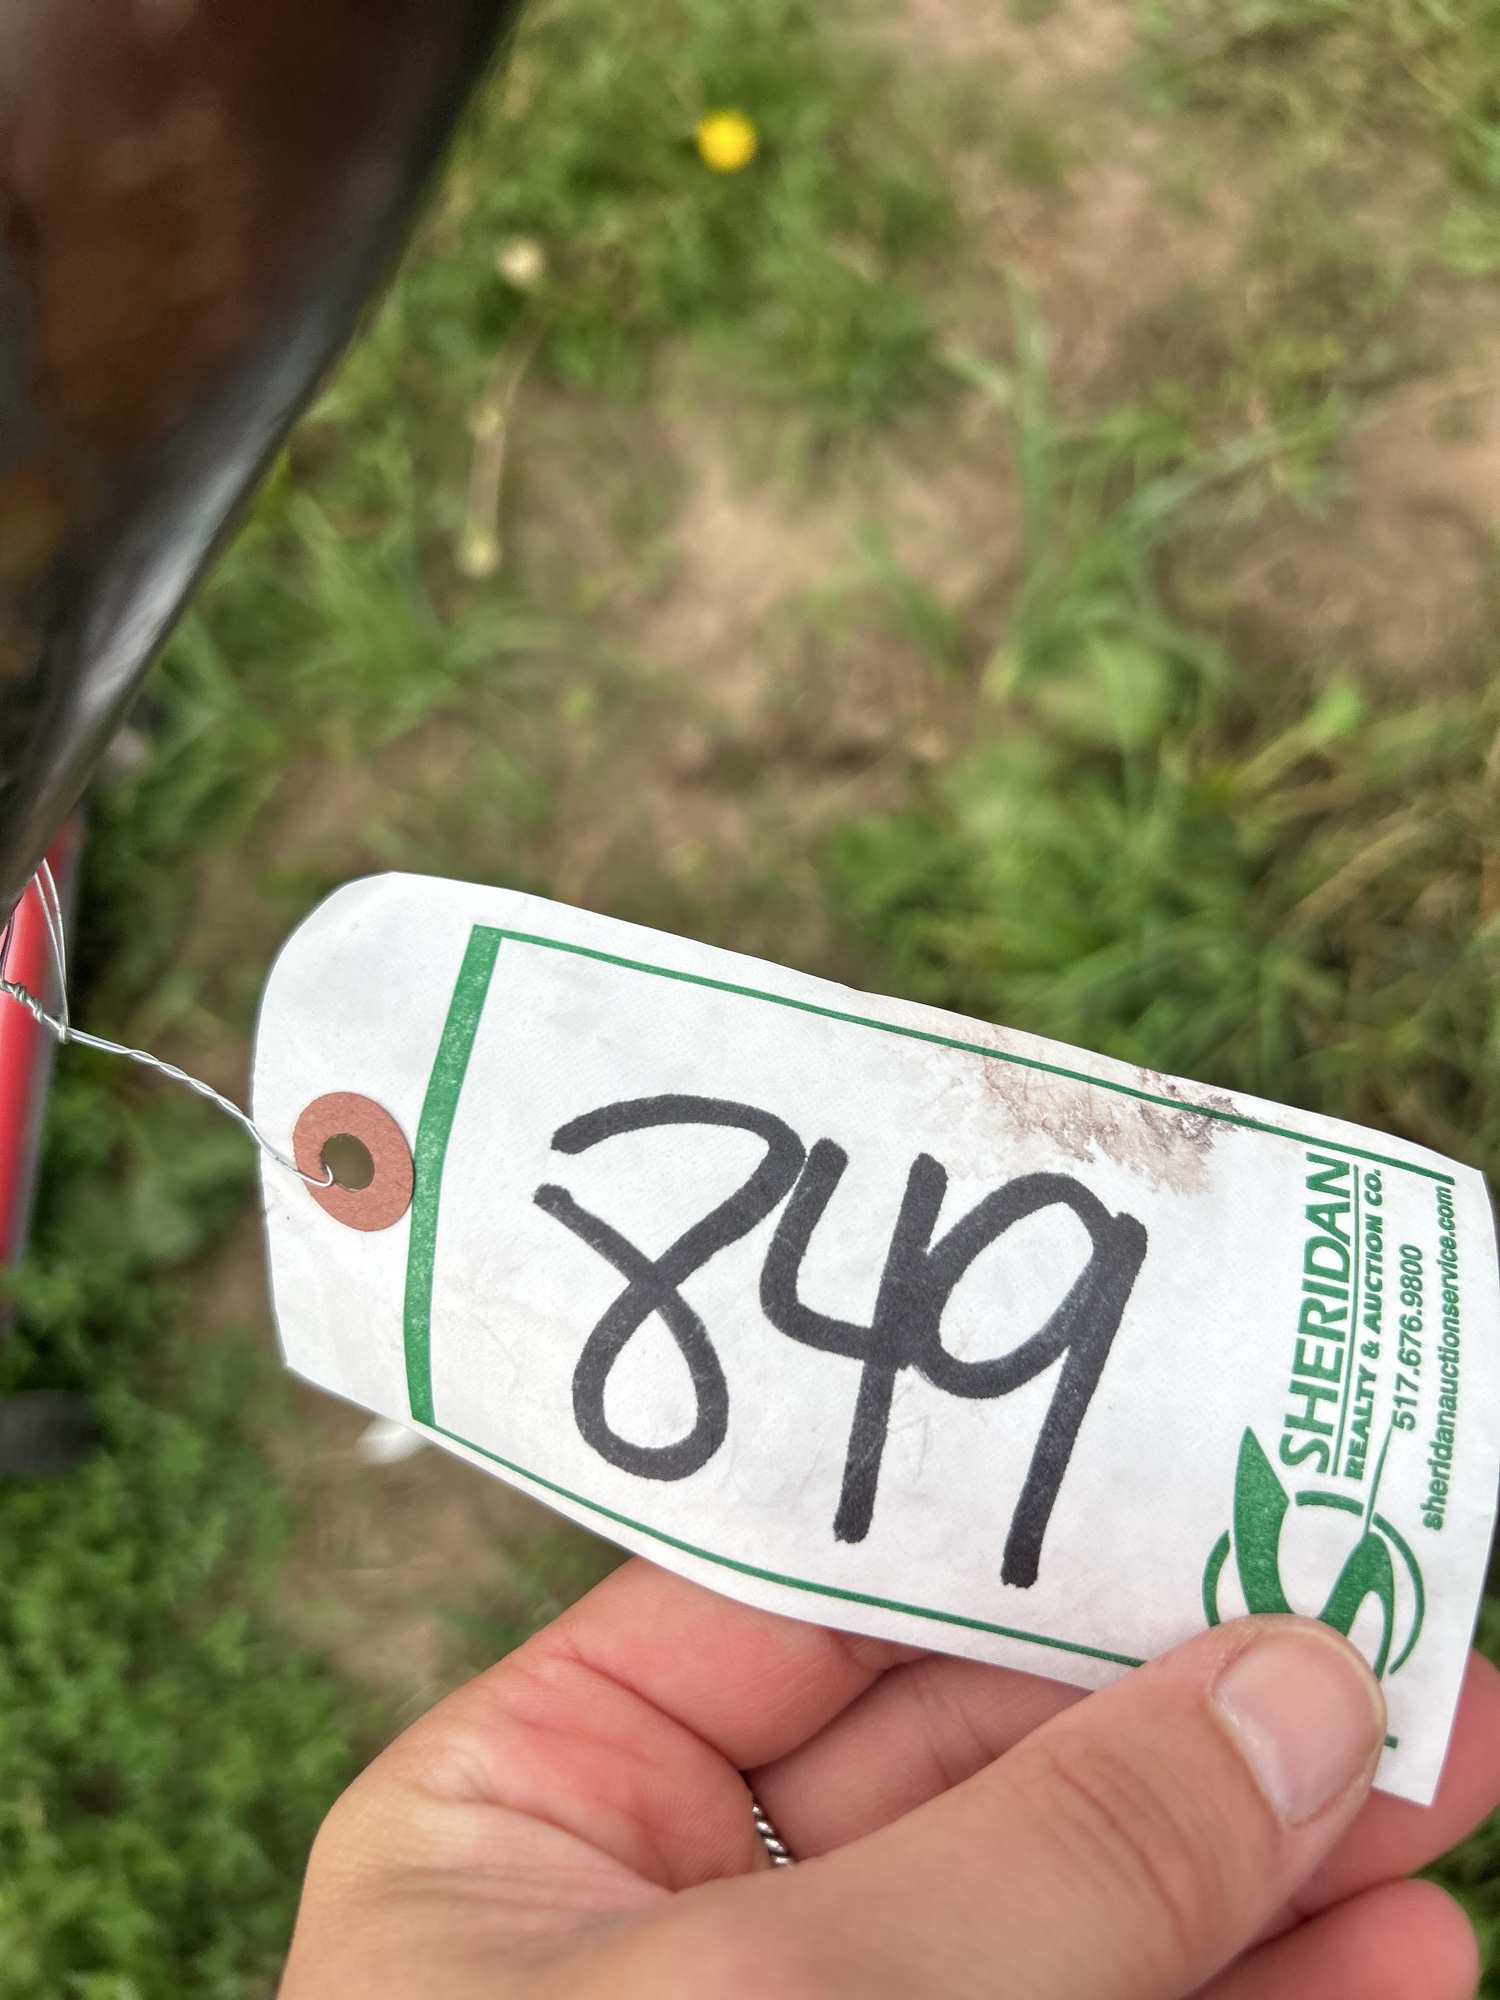 849
SHERIDAN
REALTY & AUCTION CO.
517.676.9800
sheridanauctionservice.com